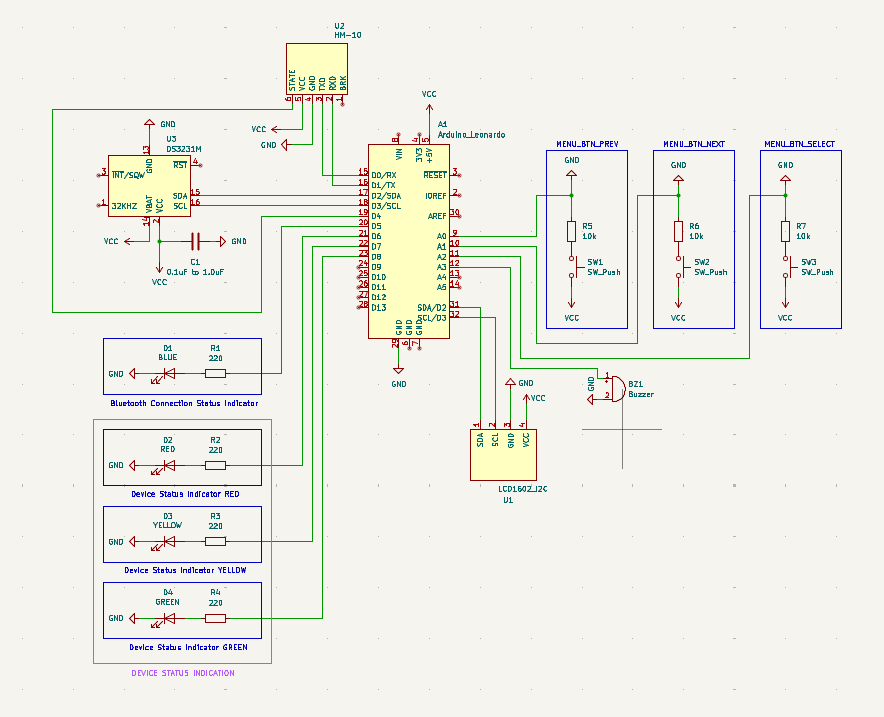 U2
HM-10
STATE
VCC
GND
TXD
RXD
BRK
6
5
4
3
2
1
VCC
GND
VCC
A1
Arduino_Leonardo
8
4
5
VIN
3V3
+5V
15
16
17
18
19
20
21
22
23
24
25
26
27
28
D0/RX
D1/TX
D2/SDA
D3/SCL
D4
D5
D6
D7
D8
D9
D10
D11
D12
D13
RESET
IOREF
AREF
A0
A1
A2
A3
A4
A5
SDA/D2
SCL/D3
3
2
30
9
10
11
12
13
14
31
32
GND
GND
GND
29
6
7
GND
GND
U3
DS3231M
13
GND
RST
4
3
INT/SQW
1
32KHZ
SDA
15
SCL
16
VBAT
VCC
14
2
VCC
GND
C1
0.1uF to 1.0uF
VCC
MENU_BTN_PREV
GND
R5
10k
SW1
SW_Push
VCC
MENU_BTN_NEXT
GND
R6
10k
SW2
SW_Push
VCC
MENU_BTN_SELECT
GND
R7
10k
SW3
SW_Push
VCC
D1
BLUE
R1
220
GND
Bluetooth Connection Status Indicator
D2
RED
R2
220
GND
Device Status Indicator RED
D3
YELLOW
R3
220
GND
Device Status Indicator YELLOW
D4
GREEN
R4
220
GND
Device Status Indicator GREEN
DEVICE STATUS INDICATION
GND
VCC
1
2
3
4
SDA
SCL
GND
VCC
LCD1602_I2C
U1
GND
1
2
BZ1
Buzzer